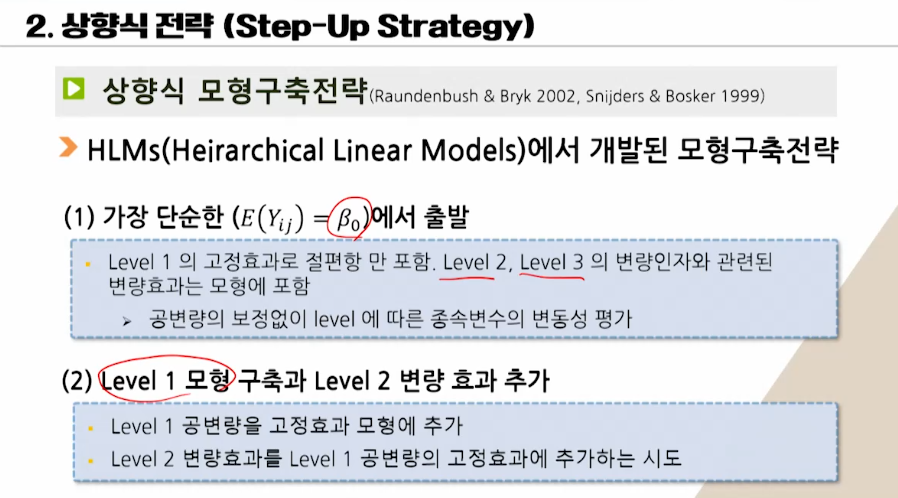 2. 상향식 전략 (Step-Up Strategy)
상향식 모형구축전략(Raundenbush & Bryk 2002, Snijders & Bosker 1999)
HLMs(Heirarchical Linear Models)에서 개발된 모형구축전략
(1) 가장 단순한 (E(Y_{ij}) = β₀)에서 출발
Level 1 의 고정효과로 절편항 만 포함. Level 2, Level 3 의 변량인자와 관련된
변량효과는 모형에 포함
공변량의 보정없이 level 에 따른 종속변수의 변동성 평가
(2) Level 1 모형 구축과 Level 2 변량 효과 추가
Level 1 공변량을 고정효과 모형에 추가
Level 2 변량효과를 Level 1 공변량의 고정효과에 추가하는 시도